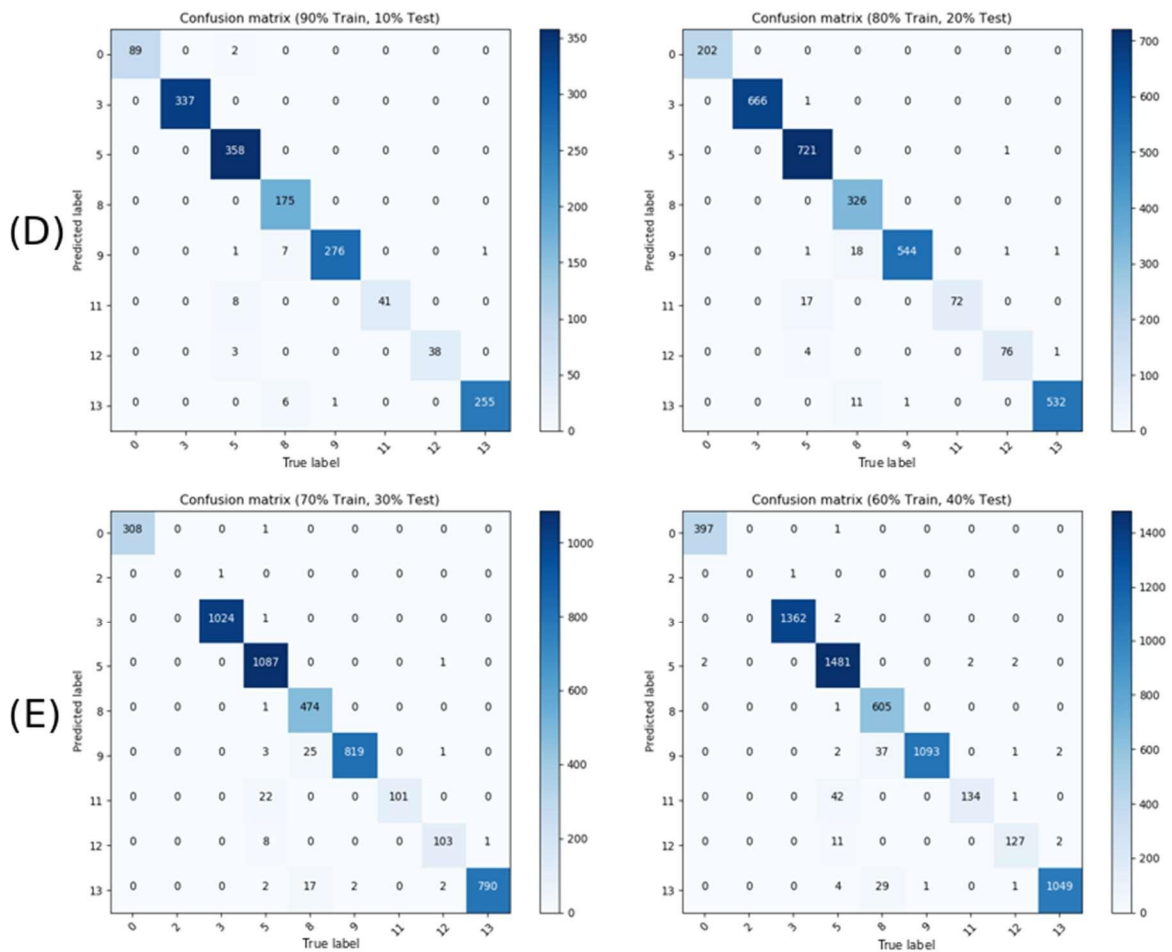 Confusion matrix (90% Train, 10% Test)
0 89 0 2 0 0 0 0 0
3 0 337 0 0 0 0 0 0
5 0 0 358 0 0 0 0 0
8 0 0 0 175 0 0 0 0
9 0 0 1 7 276 0 0 1
11 0 0 8 0 0 41 0 0
12 0 0 3 0 0 0 38 0
13 0 0 0 6 1 0 0 255
0 3 5 8 9 11 12 13
True label
Predicted label
350
300
250
200
150
100
50
0
(D)
Confusion matrix (80% Train, 20% Test)
0 202 0 0 0 0 0 0 0
3 0 666 1 0 0 0 0 0
5 0 0 721 0 0 0 1 0
8 0 0 0 326 0 0 0 0
9 0 0 1 18 544 0 1 1
11 0 0 17 0 0 72 0 0
12 0 0 4 0 0 0 76 1
13 0 0 0 11 1 0 0 532
0 3 5 8 9 11 12 13
True label
Predicted label
700
600
500
400
300
200
100
0
Confusion matrix (70% Train, 30% Test)
0 308 0 0 1 0 0 0 0 0
2 0 0 1 0 0 0 0 0 0
3 0 0 1024 1 0 0 0 0 0
5 0 0 0 1087 0 0 0 1 0
8 0 0 0 1 474 0 0 0 0
9 0 0 0 3 25 819 0 1 0
11 0 0 0 22 0 0 101 0 0
12 0 0 0 8 0 0 0 103 1
13 0 0 0 2 17 2 0 2 790
0 2 3 5 8 9 11 12 13
True label
Predicted label
1000
800
600
400
200
0
(E)
Confusion matrix (60% Train, 40% Test)
0 397 0 0 1 0 0 0 0 0
2 0 0 1 0 0 0 0 0 0
3 0 0 1362 2 0 0 0 0 0
5 2 0 0 1481 0 0 2 2 0
8 0 0 0 1 605 0 0 0 0
9 0 0 0 2 37 1093 0 1 2
11 0 0 0 42 0 0 134 1 0
12 0 0 0 11 0 0 0 127 2
13 0 0 0 4 29 1 0 1 1049
0 2 3 5 8 9 11 12 13
True label
Predicted label
1400
1200
1000
800
600
400
200
0